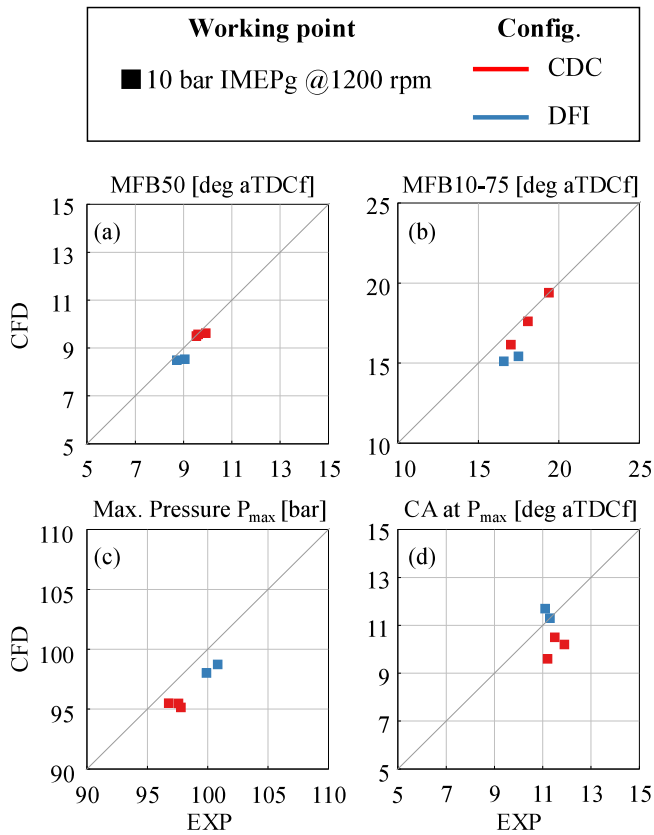 Working point
Config.
10 bar IMEPg @1200 rpm
CDC
DFI
MFB50 [deg aTDCf]
MFB10-75 [deg aTDCf]
15
13
11
9
7
5
(a)
CFD
5 7 9 11 13 15
25
20
15
10
(b)
10 15 20 25
Max. Pressure Pmax [bar]
CA at Pmax [deg aTDCf]
110
105
100
95
90
(c)
CFD
90 95 100 105 110
EXP
15
13
11
9
7
5
(d)
5 7 9 11 13 15
EXP